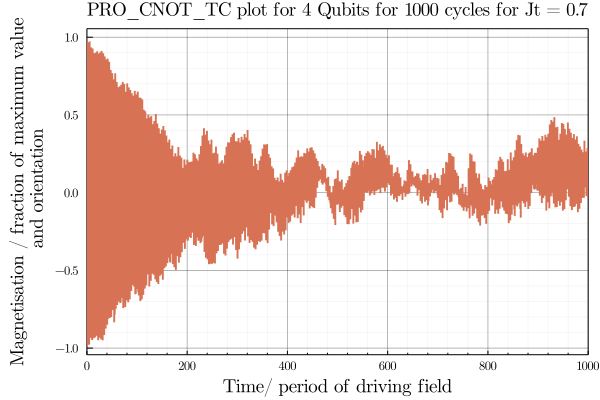 PRO_CNOT_TC plot for 4 Qubits for 1000 cycles for Jt = 0.7
Magnetisation / fraction of maximum value
and orientation
1.0
0.5
0.0
−0.5
−1.0
0 200 400 600 800 1000
Time/ period of driving field